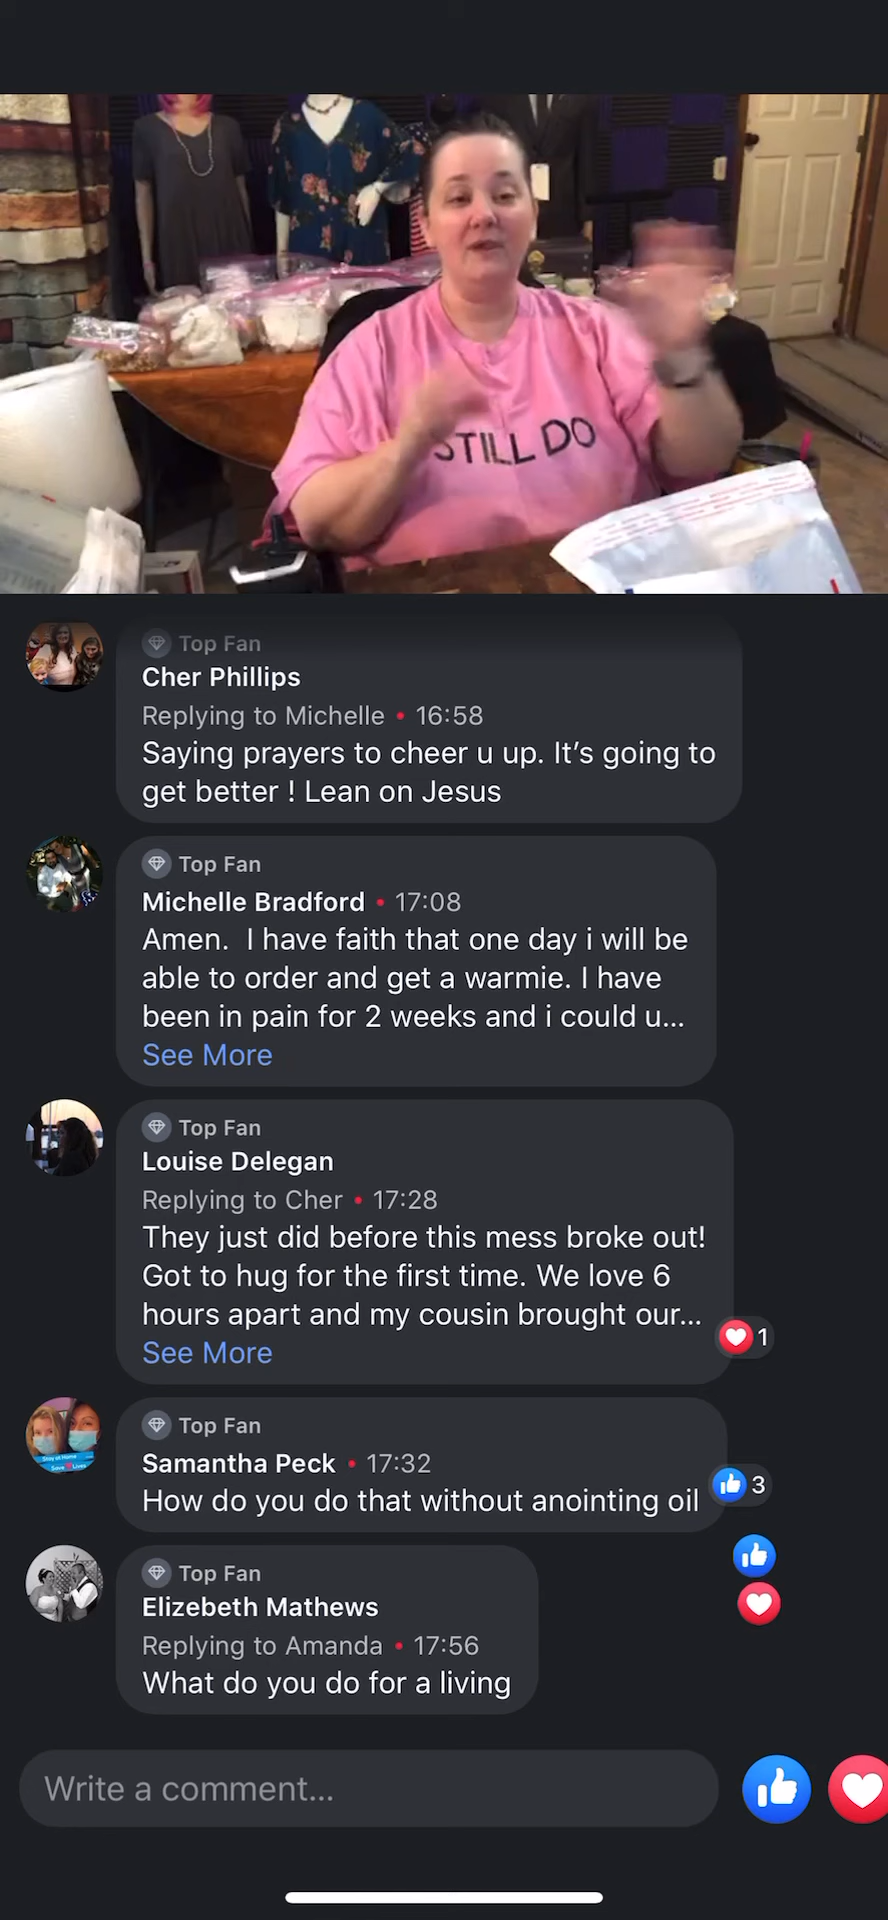 STILL DO
Top Fan
Cher Phillips
Replying to Michelle • 16:58
Saying prayers to cheer u up. It’s going to
get better ! Lean on Jesus
Top Fan
Michelle Bradford • 17:08
Amen.  I have faith that one day i will be
able to order and get a warmie. I have
been in pain for 2 weeks and i could u...
See More
Top Fan
Louise Delegan
Replying to Cher • 17:28
They just did before this mess broke out!
Got to hug for the first time. We love 6
hours apart and my cousin brought our...
See More
1
Stay at Home
Save Lives
Top Fan
Samantha Peck • 17:32
How do you do that without anointing oil
3
Top Fan
Elizebeth Mathews
Replying to Amanda • 17:56
What do you do for a living
Write a comment...